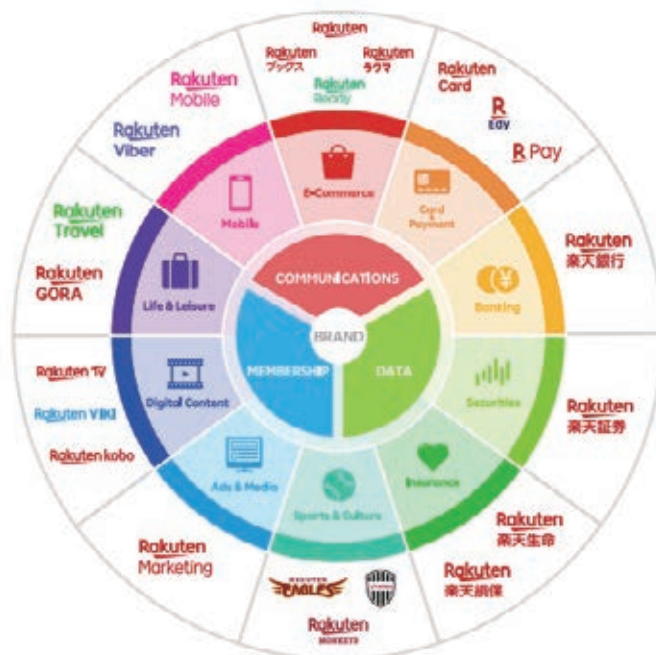 Rakuten
Rakuten
ブックス
Rakuten
ラクマ
Rakuten
Ready
Rakuten
Card
R
Edy
R Pay
Rakuten
楽天銀行
Rakuten
楽天証券
Rakuten
楽天生命
Rakuten
楽天損保
RAKUTEN
EAGLES
Rakuten
MONKEYS
Rakuten
Marketing
Rakuten TV
Rakuten VIKI
Rakuten kobo
Rakuten
Travel
Rakuten
GORA
Rakuten
Mobile
Rakuten
Viber
E-Commerce
Card
&
Payment
Banking
Securities
Insurance
Sports & Culture
Ads & Media
Digital Content
Life & Leisure
Mobile
COMMUNICATIONS
BRAND
MEMBERSHIP
DATA